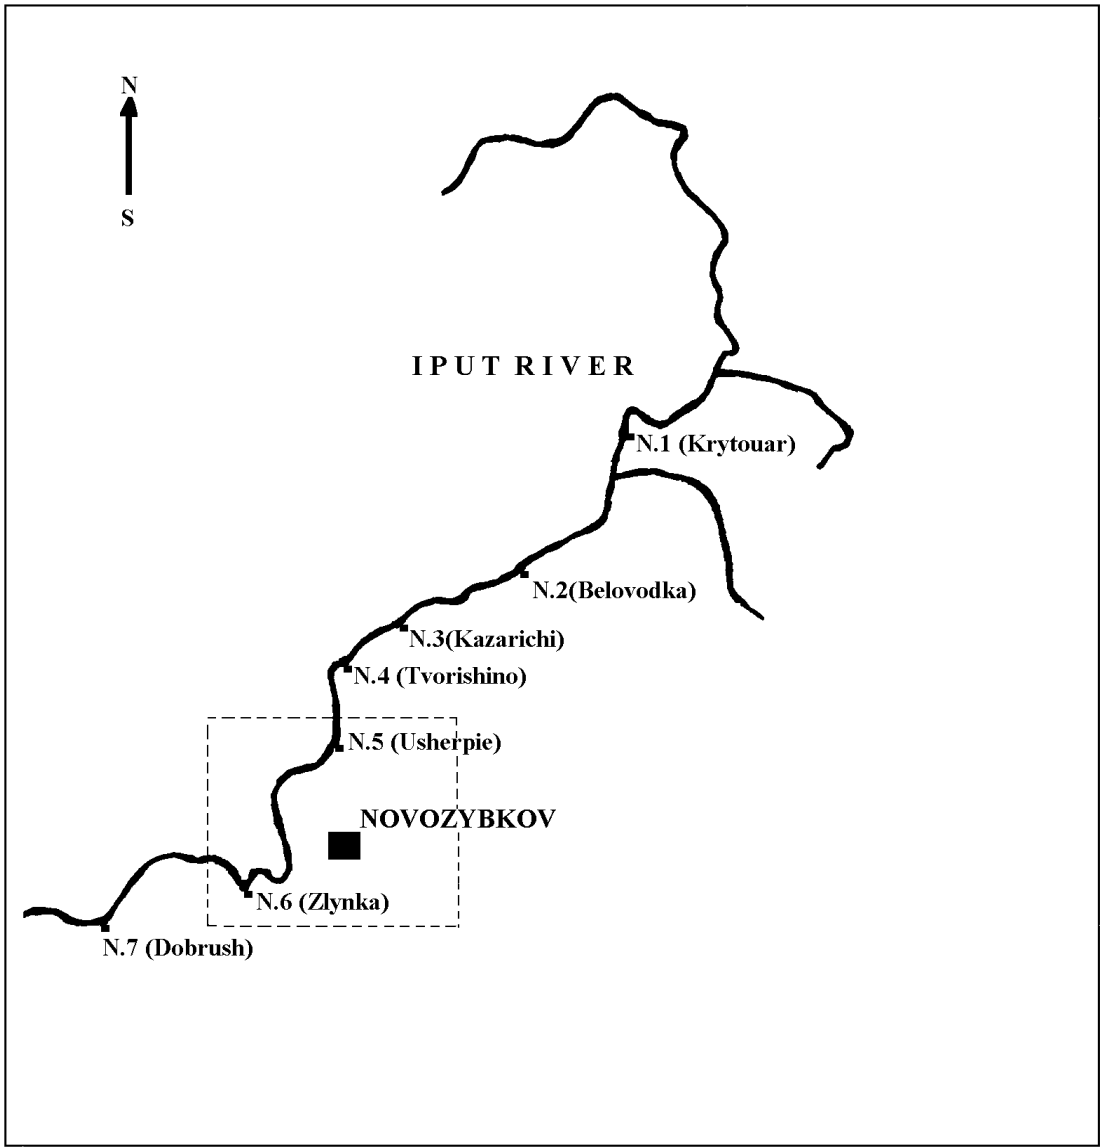 N
S
IPUT RIVER
N.1 (Krytouar)
N.2(Belovodka)
N.3(Kazarichi)
N.4 (Tvorishino)
N.5 (Usherpie)
NOVOZYBKOV
N.6 (Zlynka)
N.7 (Dobrush)